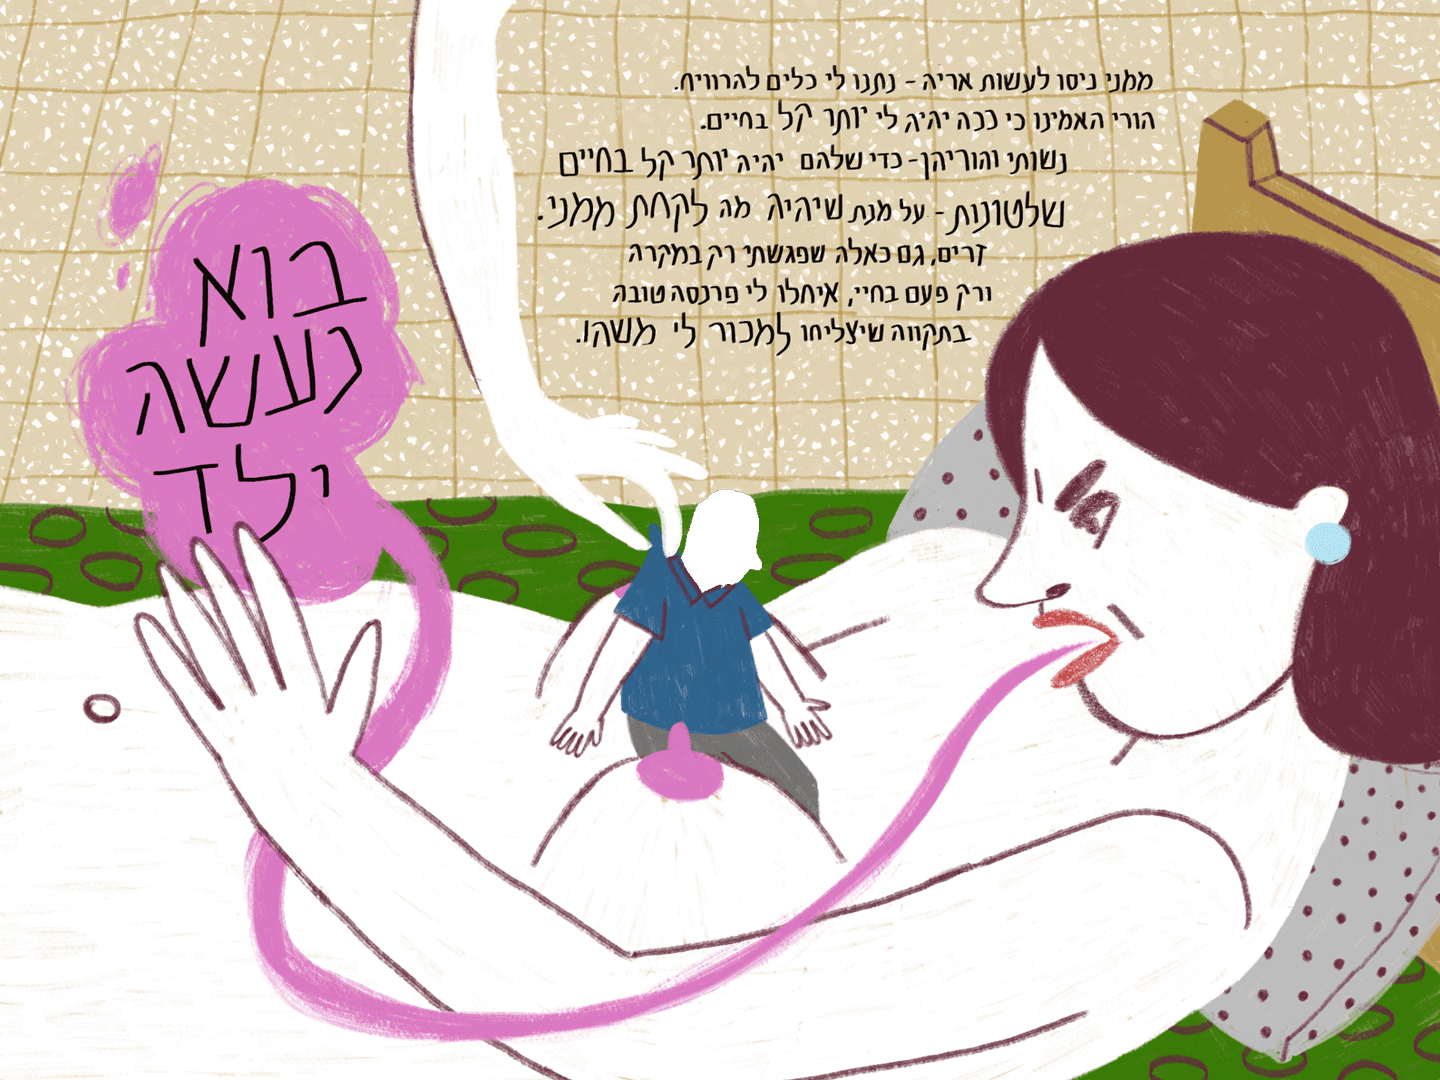 ממני ניסו לעשות אריה - נתנו לי כלים להרוויח.
הורי האמינו כי ככה יהיה לי יותר קל בחיים.
נשותי והוריהן - כדי שלהם יהיה יותר קל בחיים
שלטונות - על מנת שיהיה מה לקחת ממני.
זרים, גם כאלה שפגשתי רק במקרה
ורק פעם בחיי, איחלו לי פרנסה טובה
בתקווה שיצליחו למכור לי משהו.
בוא
נעשה
ילד